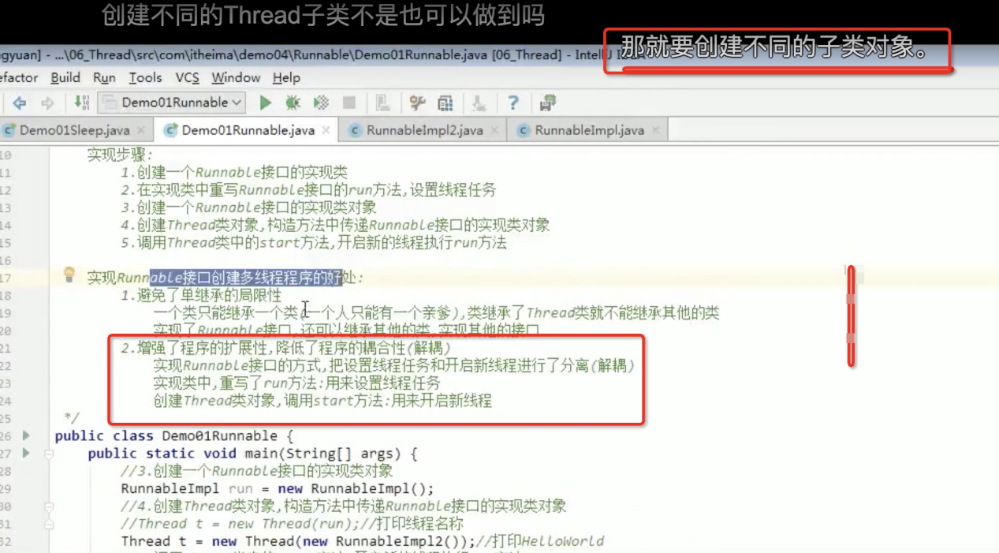 创建不同的Thread子类不是也可以做到吗
那就要创建不同的子类对象。
gyuan] - ...\06_Thread\src\com\itheima\demo04\Runnable\Demo01Runnable.java [06_Thread] - IntelliJ IDEA
efactor Build Run Tools VCS Window Help
Demo01Runnable
Demo01Sleep.java Demo01Runnable.java RunnableImpl2.java RunnableImpl.java
10 实现步骤:
11 1.创建一个Runnable接口的实现类
12 2.在实现类中重写Runnable接口的run方法,设置线程任务
13 3.创建一个Runnable接口的实现类对象
14 4.创建Thread类对象,构造方法中传递Runnable接口的实现类对象
15 5.调用Thread类中的start方法,开启新的线程执行run方法
16
17 实现Runnable接口创建多线程程序的好处:
18 1.避免了单继承的局限性
19 一个类只能继承一个类(一个人只能有一个亲爹),类继承了Thread类就不能继承其他的类
20 实现了Runnable接口,还可以继承其他的类,实现其他的接口
21 2.增强了程序的扩展性,降低了程序的耦合性(解耦)
22 实现Runnable接口的方式,把设置线程任务和开启新线程进行了分离(解耦)
23 实现类中,重写了run方法:用来设置线程任务
24 创建Thread类对象,调用start方法:用来开启新线程
25 */
26 public class Demo01Runnable {
27 public static void main(String[] args) {
28 //3.创建一个Runnable接口的实现类对象
29 RunnableImpl run = new RunnableImpl();
30 //4.创建Thread类对象,构造方法中传递Runnable接口的实现类对象
31 //Thread t = new Thread(run);//打印线程名称
32 Thread t = new Thread(new RunnableImpl2());//打印HelloWorld